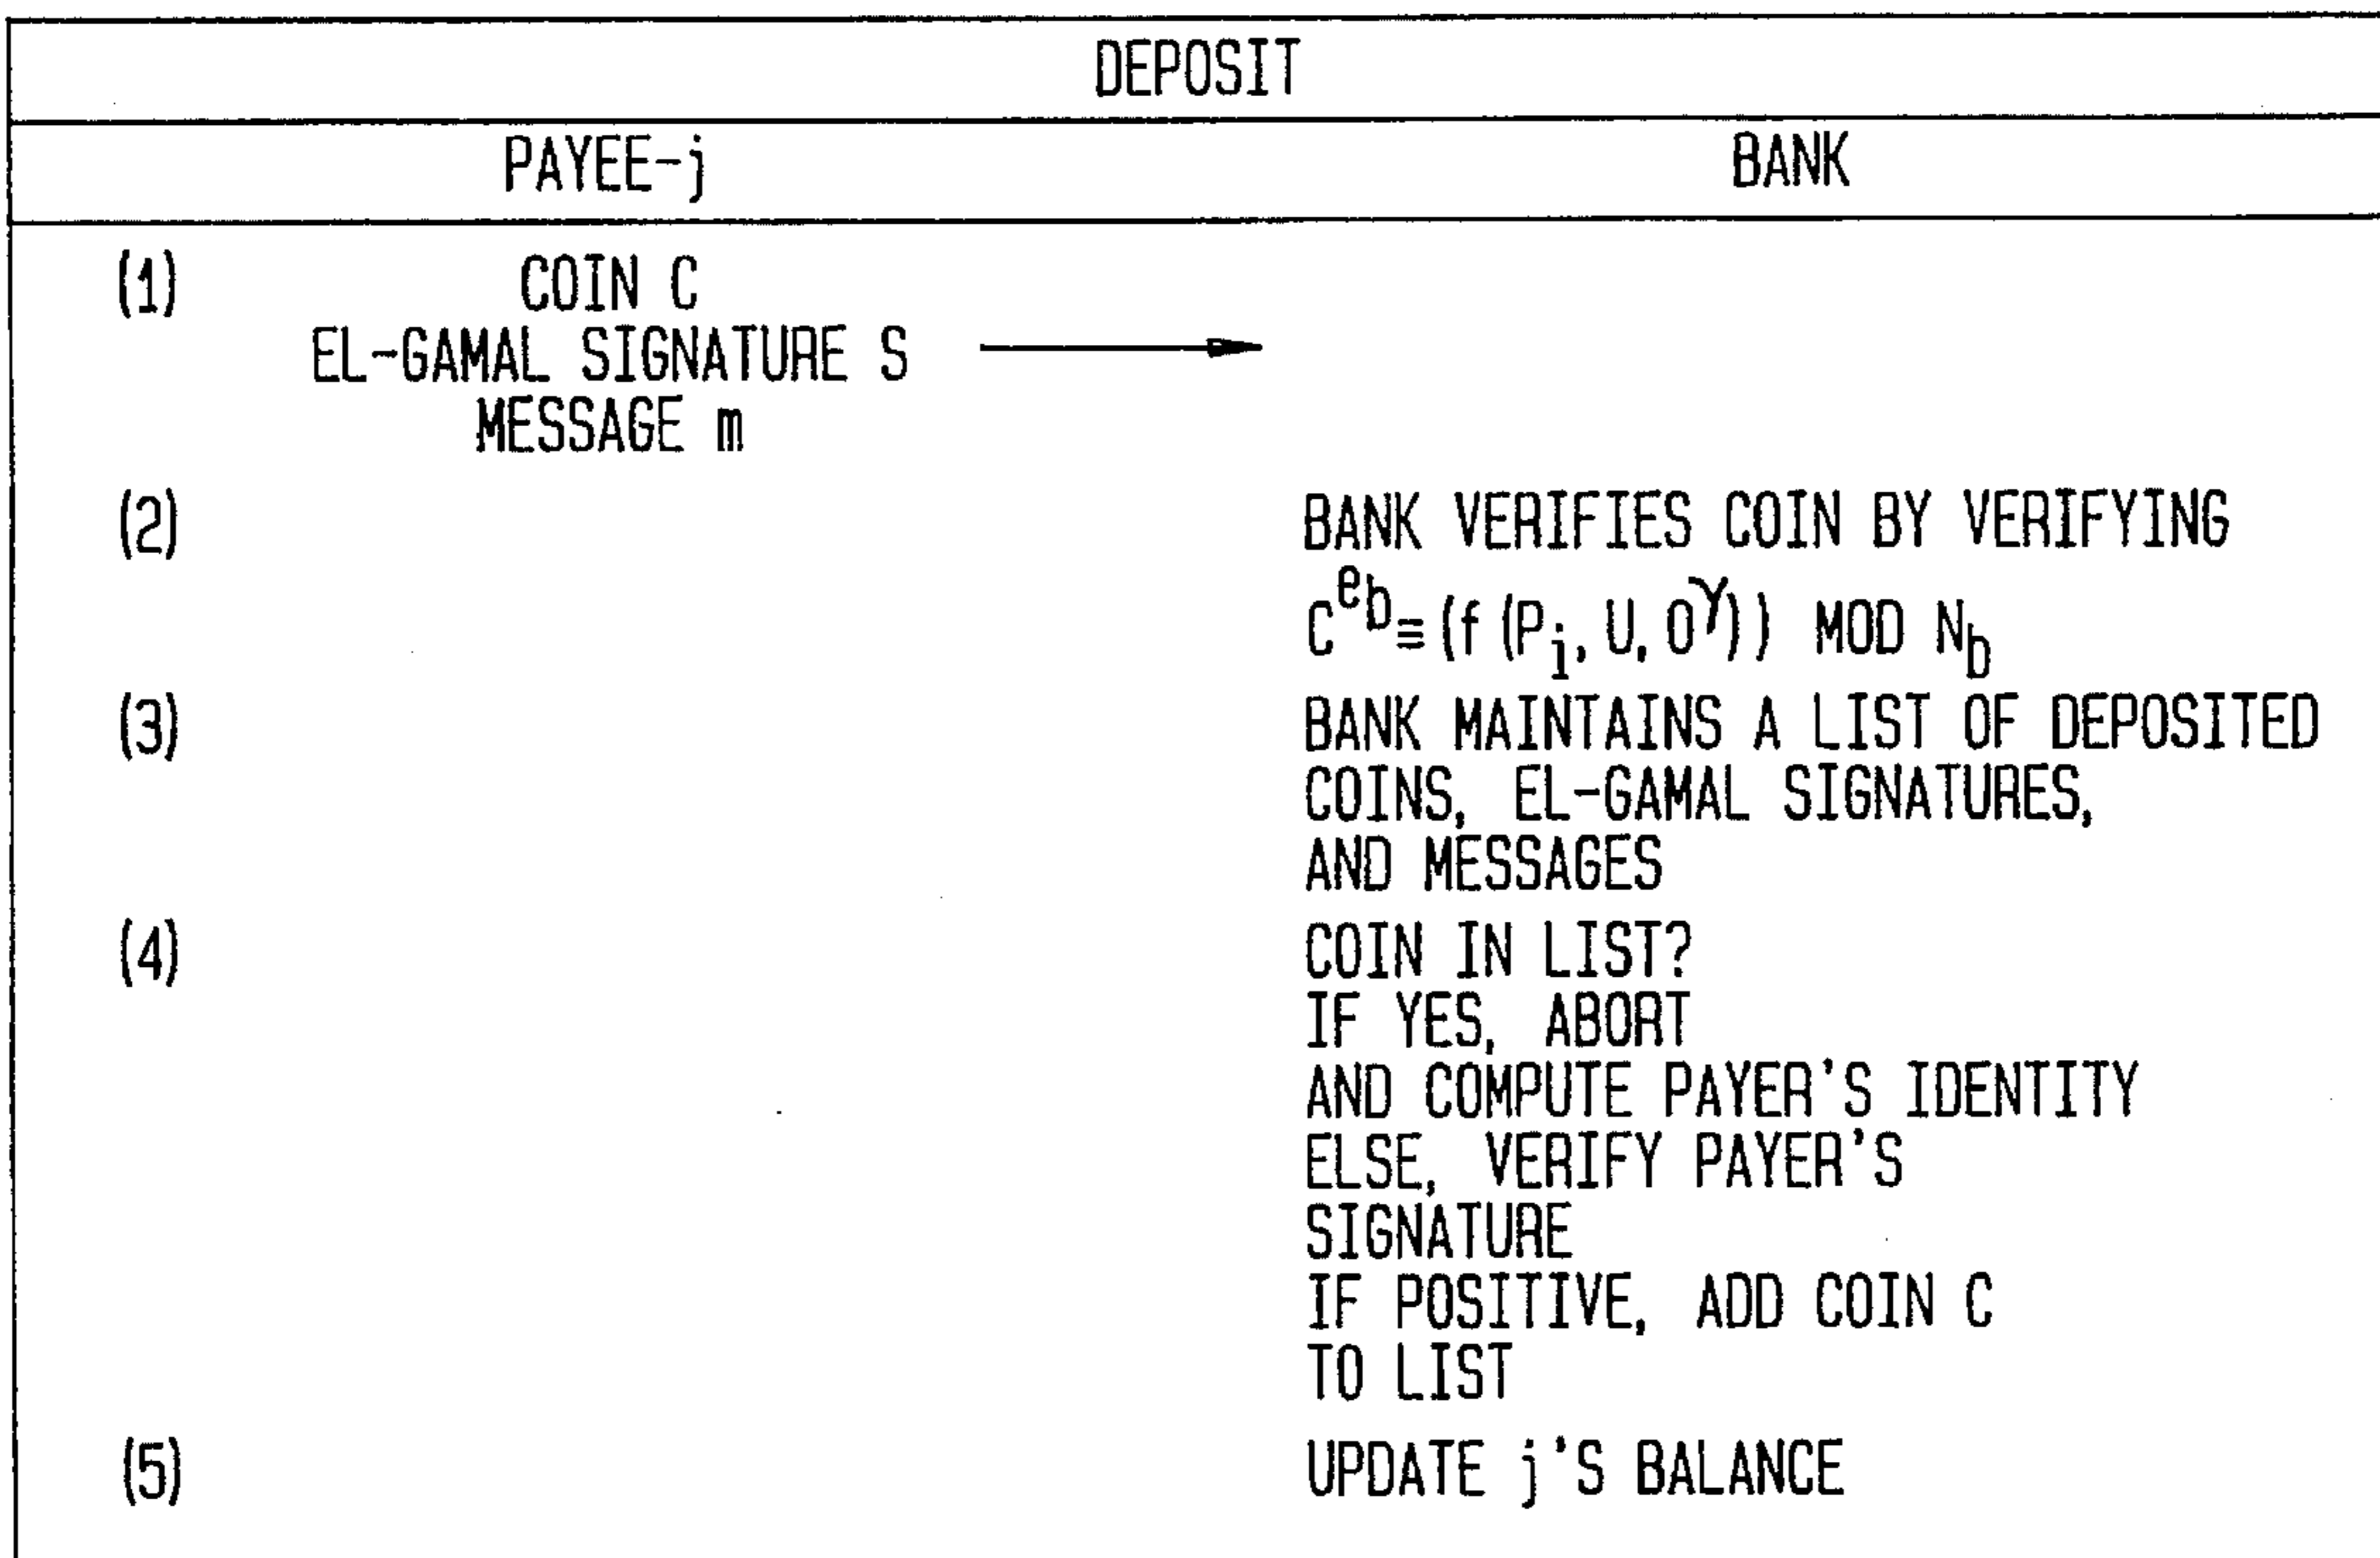 DEPOSIT
PAYEE-j BANK
(1) COIN C
EL-GAMAL SIGNATURE S
MESSAGE m
(2) BANK VERIFIES COIN BY VERIFYING
C^{e_b} ≡ (f (P_i, U, 0^γ)) MOD N_b
(3) BANK MAINTAINS A LIST OF DEPOSITED
COINS, EL-GAMAL SIGNATURES,
AND MESSAGES
(4) COIN IN LIST?
IF YES, ABORT
AND COMPUTE PAYER'S IDENTITY
ELSE, VERIFY PAYER'S
SIGNATURE
IF POSITIVE, ADD COIN C
TO LIST
(5) UPDATE j'S BALANCE